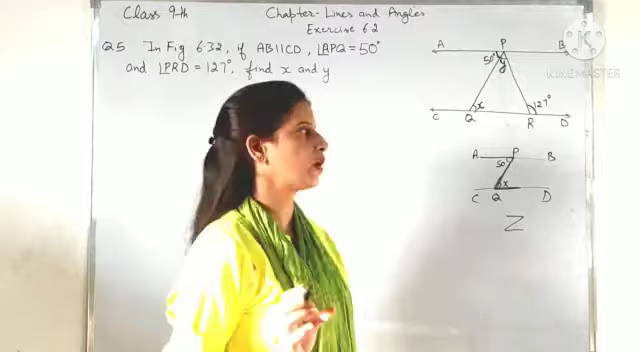 Class 9th Chapter-Lines and Angles
Exercise 6.2
Q5 In Fig 6.32, if AB||CD, ∠APQ = 50°
and ∠PRD = 127°, find x and y
A P B
50° y
x 127°
C Q R D
A P B
50°
x
C Q D
Z
K
KINEMASTER